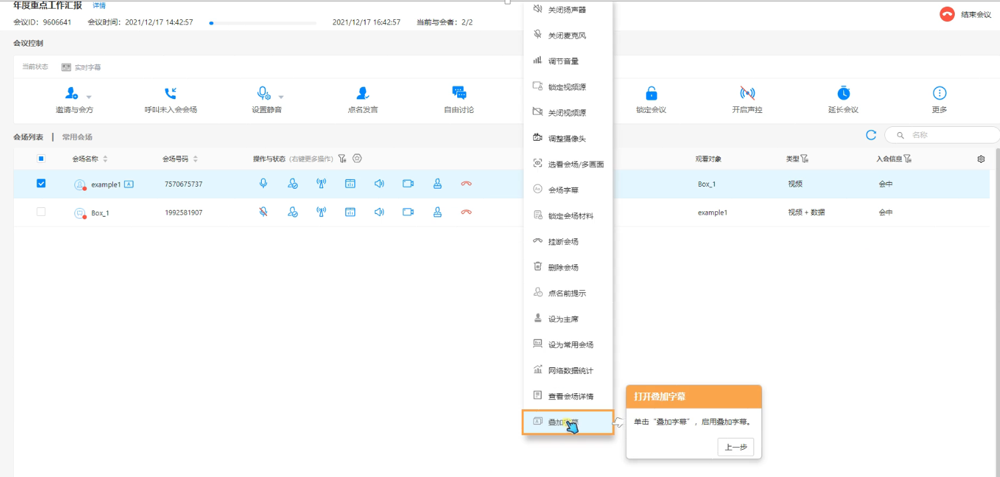 年度重点工作汇报 详情
会议ID: 9606641 会议时间: 2021/12/17 14:42:57 2021/12/17 16:42:57 当前与会者: 2/2 结束会议
会议控制
当前状态 实时字幕
邀请与会方 呼叫未入会会场 设置静音 点名发言 自由讨论 锁定会议 开启声控 延长会议 更多
会场列表 | 常用会场 名称
会场名称 会场号码 操作与状态 (右键更多操作) 观看对象 类型 入会信息
example1 A 7570675737 Box_1 视频 会中
Box_1 1992581907 example1 视频 + 数据 会中
关闭扬声器
关闭麦克风
调节音量
锁定视频源
关闭视频源
调整摄像头
选看会场/多画面
会场字幕
锁定会场材料
挂断会场
删除会场
点名前提示
设为主席
设为常用会场
网络数据统计
查看会场详情
叠加字幕
打开叠加字幕
单击“叠加字幕”，启用叠加字幕。
上一步